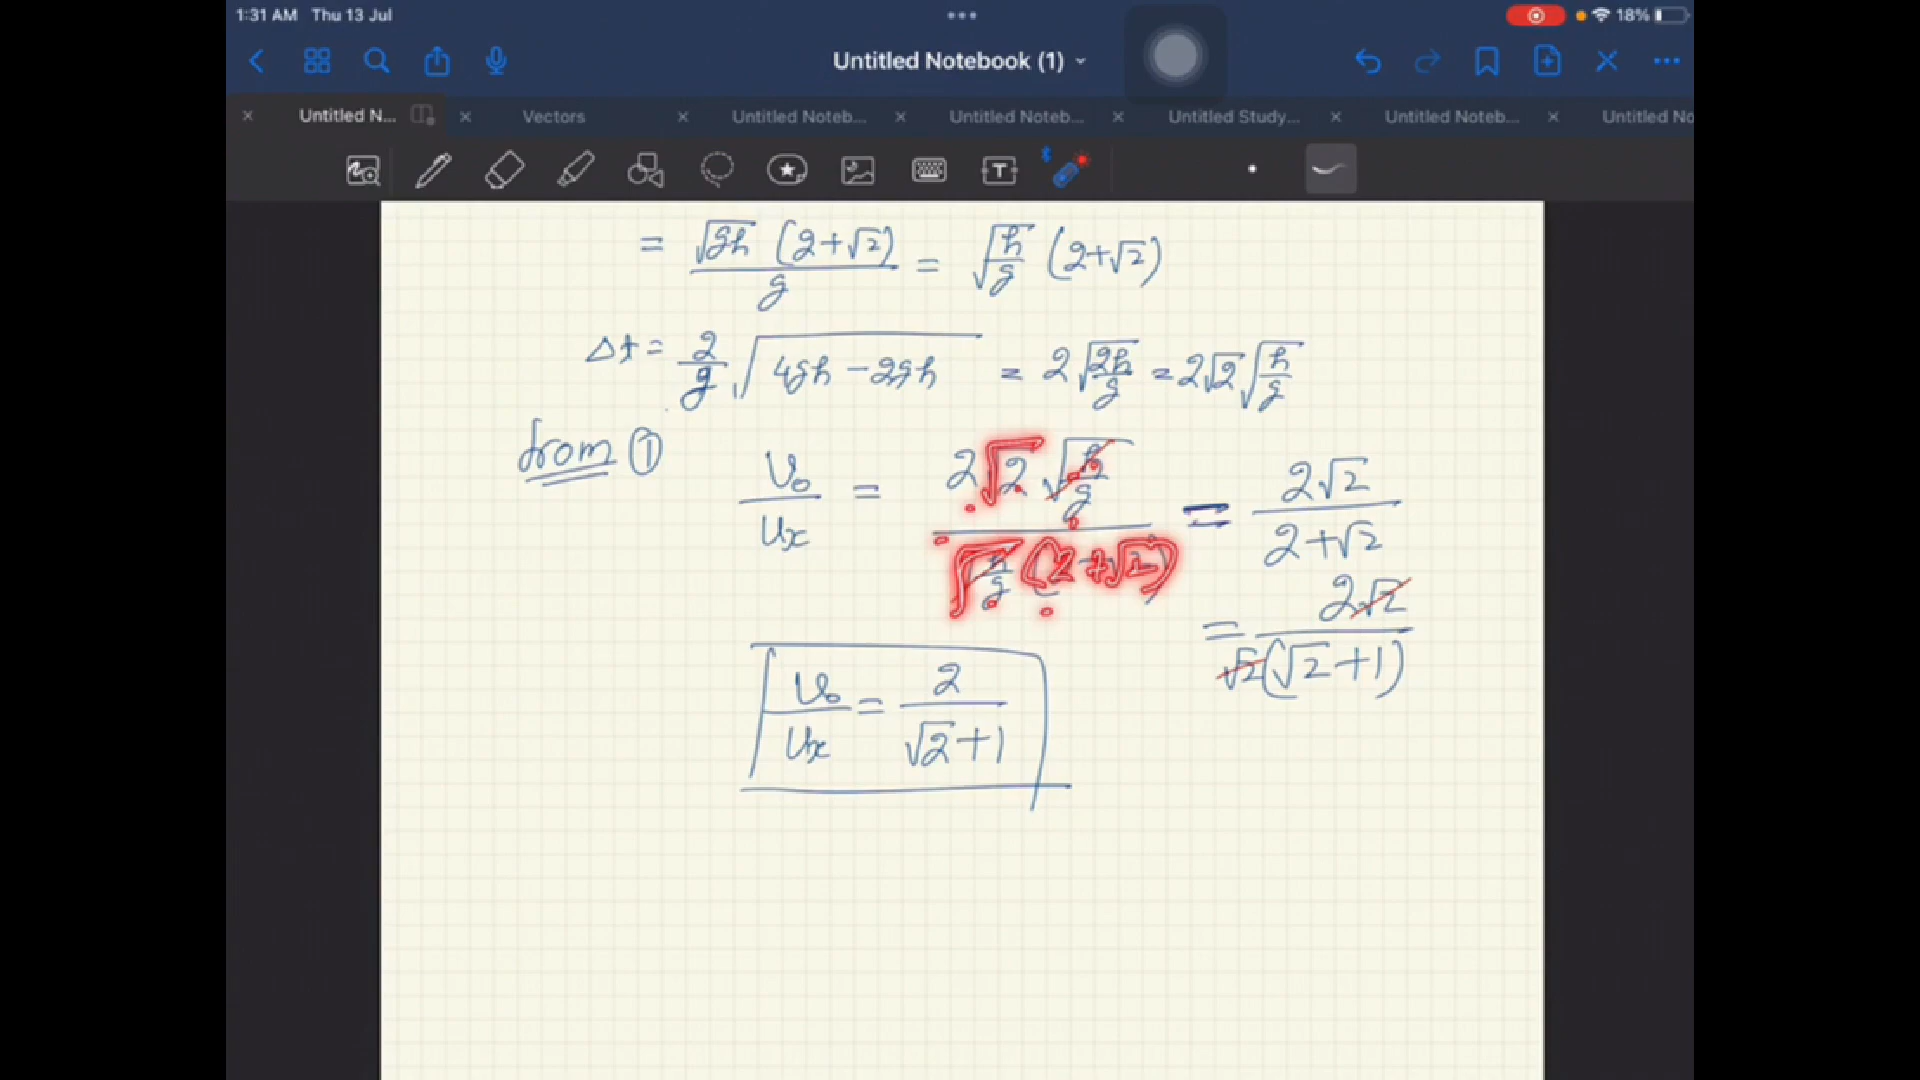 1:31 AM Thu 13 Jul
18%
Untitled Notebook (1)
Untitled N... Vectors Untitled Noteb... Untitled Noteb... Untitled Study... Untitled Noteb... Untitled No
T
= √gh (2+√2) / g = √(h/g) (2+√2)
Δt = 2/g √(4gh − 2gh) = 2√(2h/g) = 2√2 √(h/g)
from ① v₀/uₓ = 2√2 √(h/g) / √(h/g) (2+√2) = 2√2 / 2+√2
= 2√2 / √2(√2+1)
v₀/uₓ = 2 / √2+1